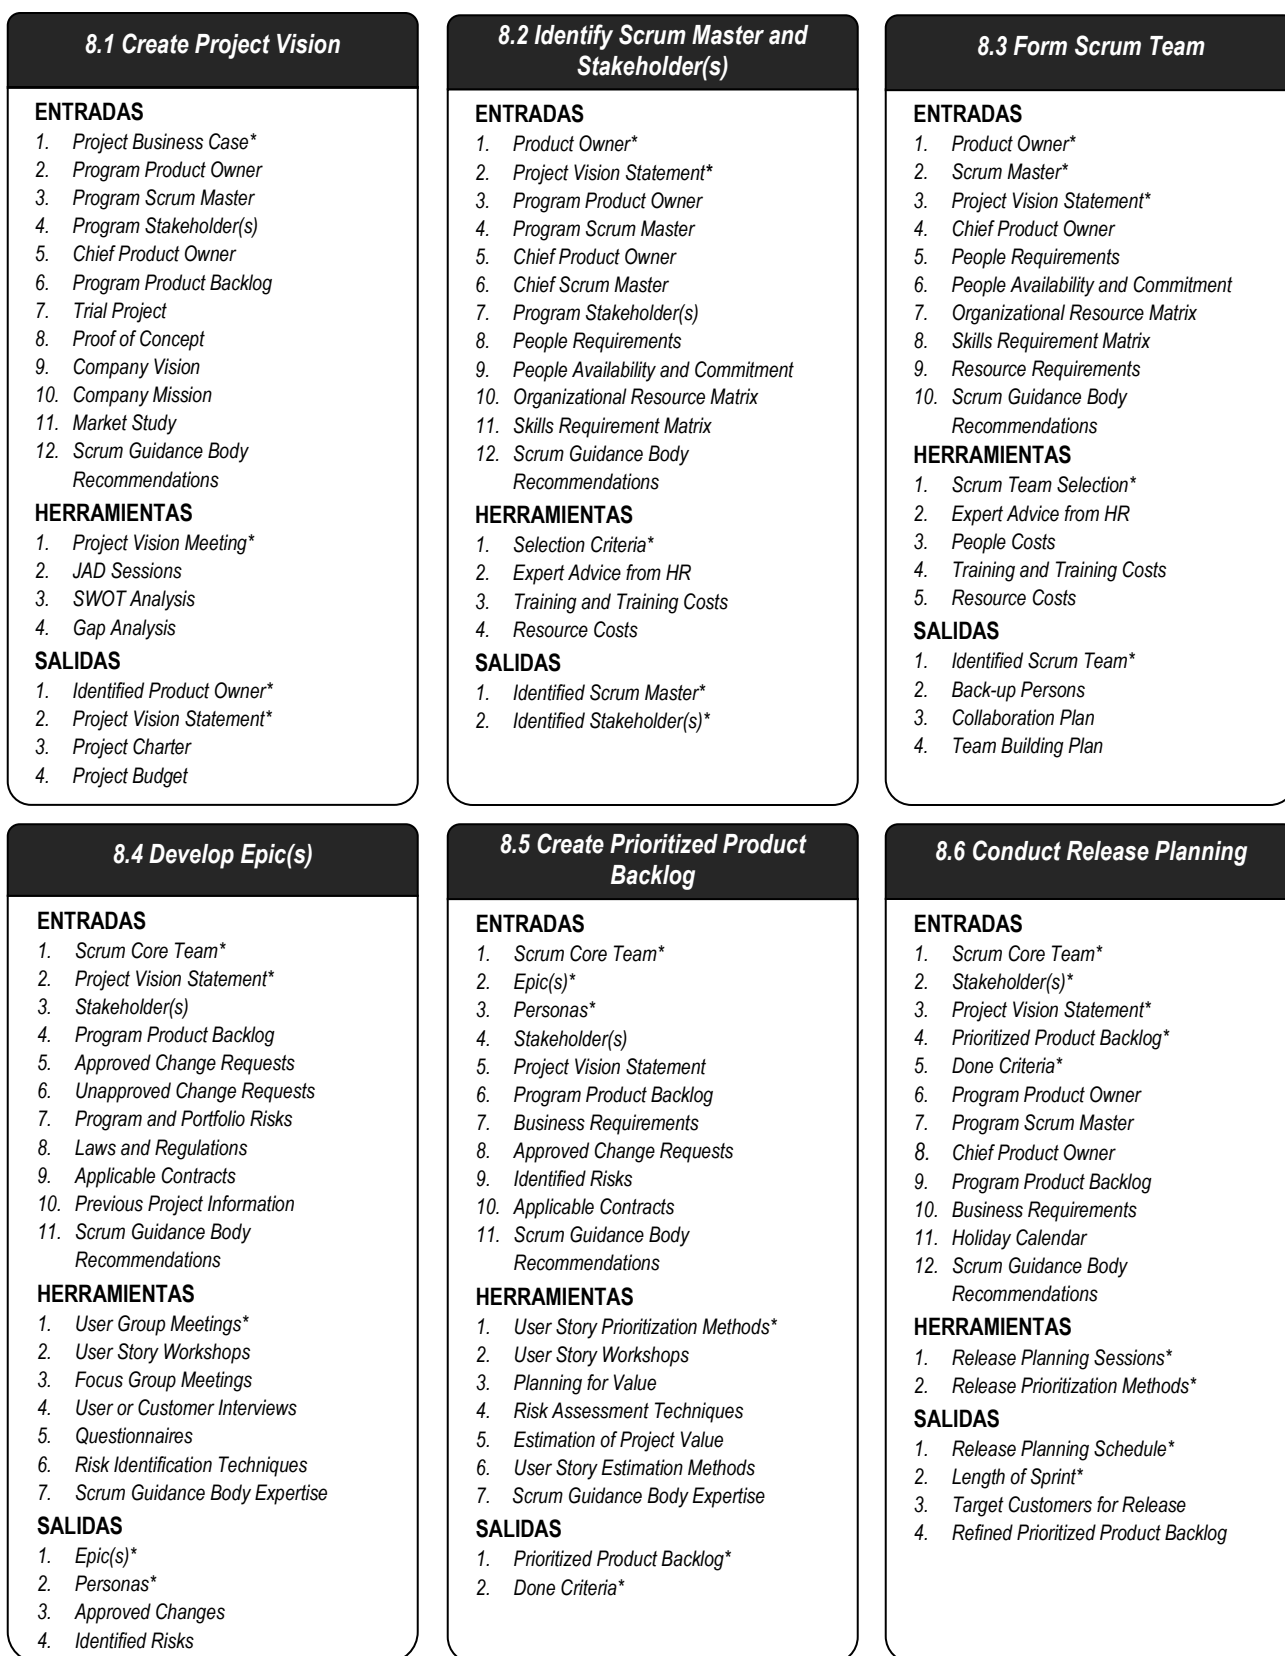 8.1 Create Project Vision
ENTRADAS
1. Project Business Case*
2. Program Product Owner
3. Program Scrum Master
4. Program Stakeholder(s)
5. Chief Product Owner
6. Program Product Backlog
7. Trial Project
8. Proof of Concept
9. Company Vision
10. Company Mission
11. Market Study
12. Scrum Guidance Body
Recommendations
HERRAMIENTAS
1. Project Vision Meeting*
2. JAD Sessions
3. SWOT Analysis
4. Gap Analysis
SALIDAS
1. Identified Product Owner*
2. Project Vision Statement*
3. Project Charter
4. Project Budget
8.2 Identify Scrum Master and
Stakeholder(s)
ENTRADAS
1. Product Owner*
2. Project Vision Statement*
3. Program Product Owner
4. Program Scrum Master
5. Chief Product Owner
6. Chief Scrum Master
7. Program Stakeholder(s)
8. People Requirements
9. People Availability and Commitment
10. Organizational Resource Matrix
11. Skills Requirement Matrix
12. Scrum Guidance Body
Recommendations
HERRAMIENTAS
1. Selection Criteria*
2. Expert Advice from HR
3. Training and Training Costs
4. Resource Costs
SALIDAS
1. Identified Scrum Master*
2. Identified Stakeholder(s)*
8.3 Form Scrum Team
ENTRADAS
1. Product Owner*
2. Scrum Master*
3. Project Vision Statement*
4. Chief Product Owner
5. People Requirements
6. People Availability and Commitment
7. Organizational Resource Matrix
8. Skills Requirement Matrix
9. Resource Requirements
10. Scrum Guidance Body
Recommendations
HERRAMIENTAS
1. Scrum Team Selection*
2. Expert Advice from HR
3. People Costs
4. Training and Training Costs
5. Resource Costs
SALIDAS
1. Identified Scrum Team*
2. Back-up Persons
3. Collaboration Plan
4. Team Building Plan
8.4 Develop Epic(s)
ENTRADAS
1. Scrum Core Team*
2. Project Vision Statement*
3. Stakeholder(s)
4. Program Product Backlog
5. Approved Change Requests
6. Unapproved Change Requests
7. Program and Portfolio Risks
8. Laws and Regulations
9. Applicable Contracts
10. Previous Project Information
11. Scrum Guidance Body
Recommendations
HERRAMIENTAS
1. User Group Meetings*
2. User Story Workshops
3. Focus Group Meetings
4. User or Customer Interviews
5. Questionnaires
6. Risk Identification Techniques
7. Scrum Guidance Body Expertise
SALIDAS
1. Epic(s)*
2. Personas*
3. Approved Changes
4. Identified Risks
8.5 Create Prioritized Product
Backlog
ENTRADAS
1. Scrum Core Team*
2. Epic(s)*
3. Personas*
4. Stakeholder(s)
5. Project Vision Statement
6. Program Product Backlog
7. Business Requirements
8. Approved Change Requests
9. Identified Risks
10. Applicable Contracts
11. Scrum Guidance Body
Recommendations
HERRAMIENTAS
1. User Story Prioritization Methods*
2. User Story Workshops
3. Planning for Value
4. Risk Assessment Techniques
5. Estimation of Project Value
6. User Story Estimation Methods
7. Scrum Guidance Body Expertise
SALIDAS
1. Prioritized Product Backlog*
2. Done Criteria*
8.6 Conduct Release Planning
ENTRADAS
1. Scrum Core Team*
2. Stakeholder(s)*
3. Project Vision Statement*
4. Prioritized Product Backlog*
5. Done Criteria*
6. Program Product Owner
7. Program Scrum Master
8. Chief Product Owner
9. Program Product Backlog
10. Business Requirements
11. Holiday Calendar
12. Scrum Guidance Body
Recommendations
HERRAMIENTAS
1. Release Planning Sessions*
2. Release Prioritization Methods*
SALIDAS
1. Release Planning Schedule*
2. Length of Sprint*
3. Target Customers for Release
4. Refined Prioritized Product Backlog